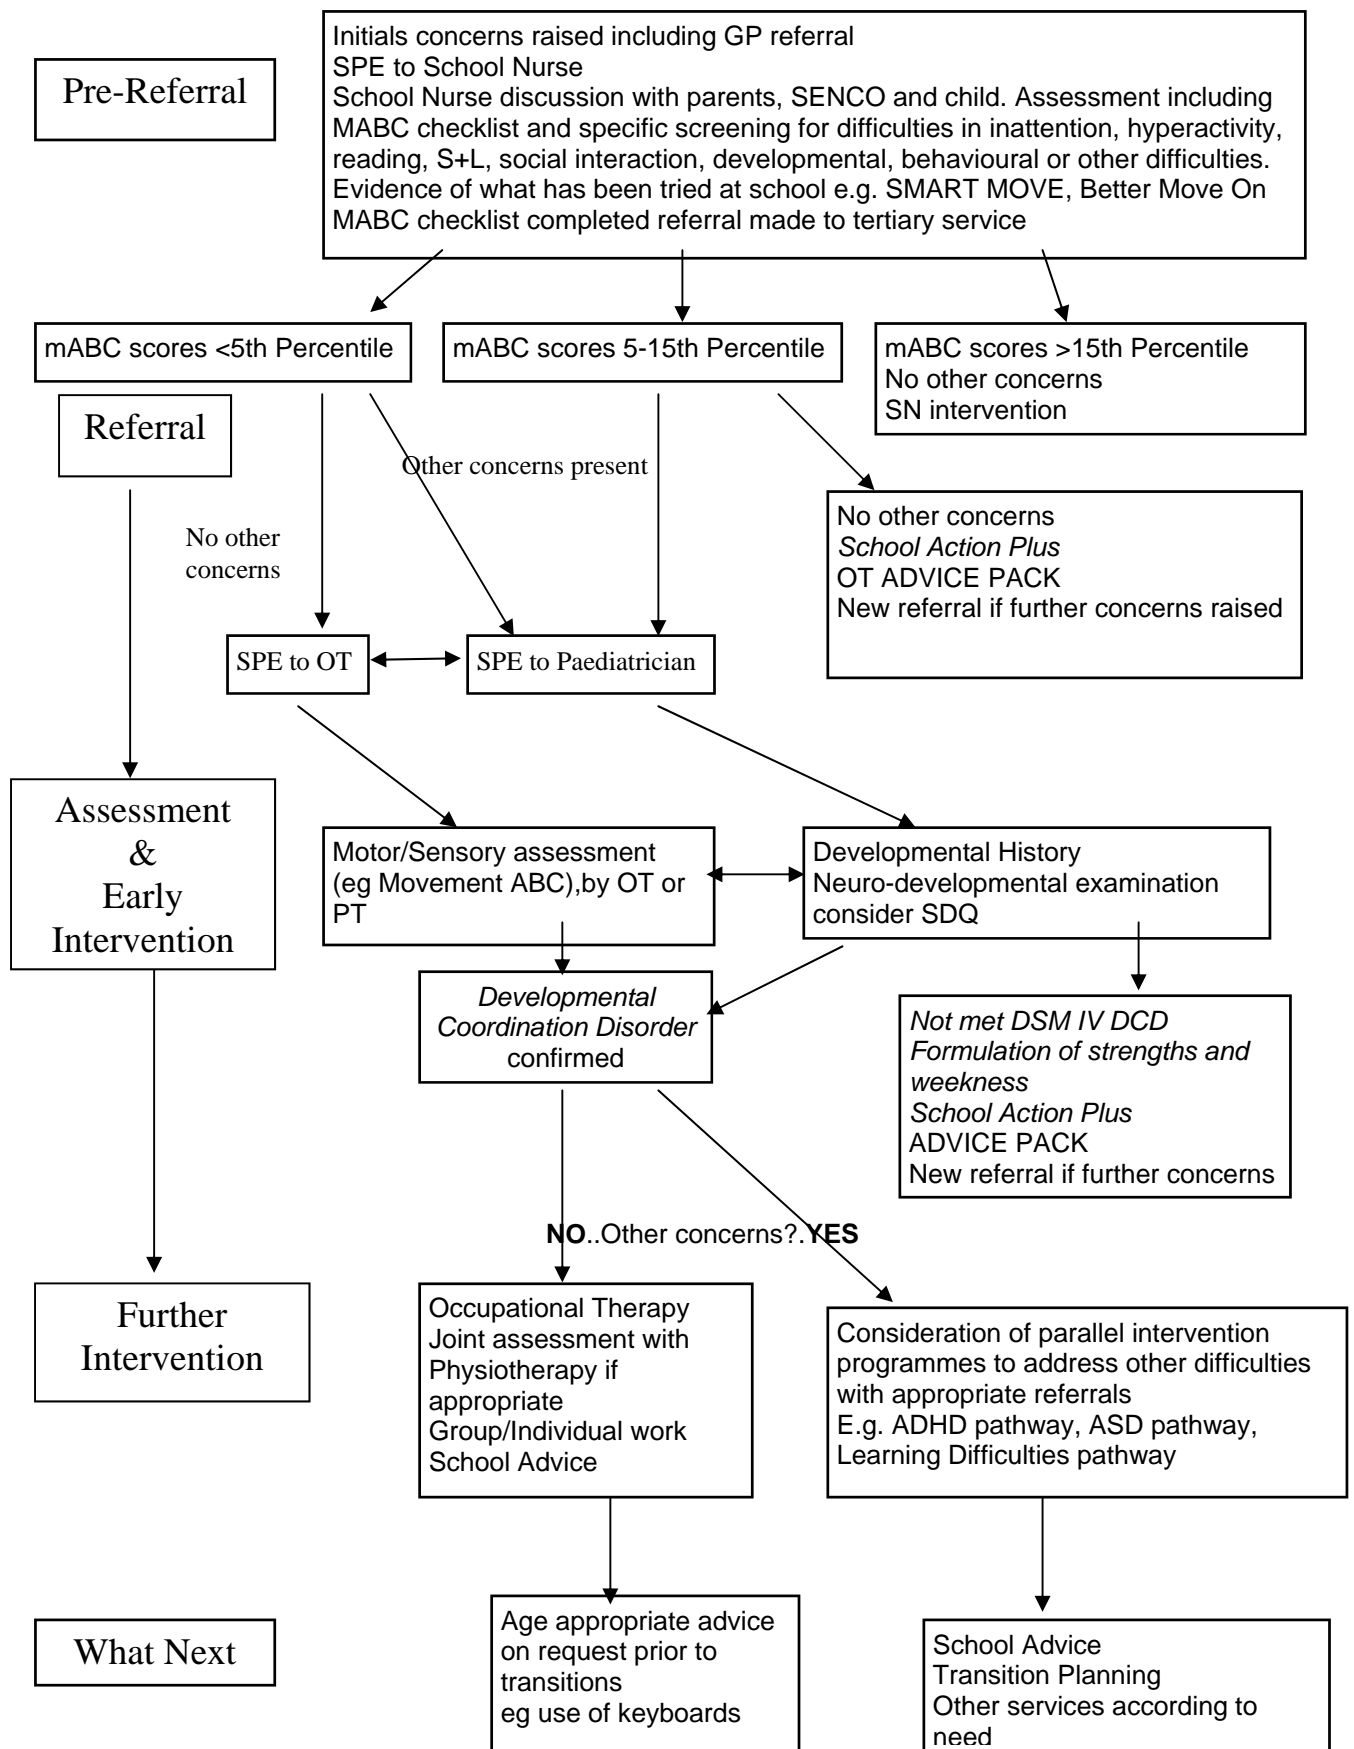 Pre-Referral
Initials concerns raised including GP referral
SPE to School Nurse
School Nurse discussion with parents, SENCO and child. Assessment including
MABC checklist and specific screening for difficulties in inattention, hyperactivity,
reading, S+L, social interaction, developmental, behavioural or other difficulties.
Evidence of what has been tried at school e.g. SMART MOVE, Better Move On
MABC checklist completed referral made to tertiary service
mABC scores <5th Percentile
mABC scores 5-15th Percentile
mABC scores >15th Percentile
No other concerns
SN intervention
Referral
Other concerns present
No other
concerns
No other concerns
School Action Plus
OT ADVICE PACK
New referral if further concerns raised
SPE to OT
SPE to Paediatrician
Assessment
&
Early
Intervention
Motor/Sensory assessment
(eg Movement ABC),by OT or
PT
Developmental History
Neuro-developmental examination
consider SDQ
Developmental
Coordination Disorder
confirmed
Not met DSM IV DCD
Formulation of strengths and
weekness
School Action Plus
ADVICE PACK
New referral if further concerns
NO..Other concerns?.YES
Further
Intervention
Occupational Therapy
Joint assessment with
Physiotherapy if
appropriate
Group/Individual work
School Advice
Consideration of parallel intervention
programmes to address other difficulties
with appropriate referrals
E.g. ADHD pathway, ASD pathway,
Learning Difficulties pathway
What Next
Age appropriate advice
on request prior to
transitions
eg use of keyboards
School Advice
Transition Planning
Other services according to
need